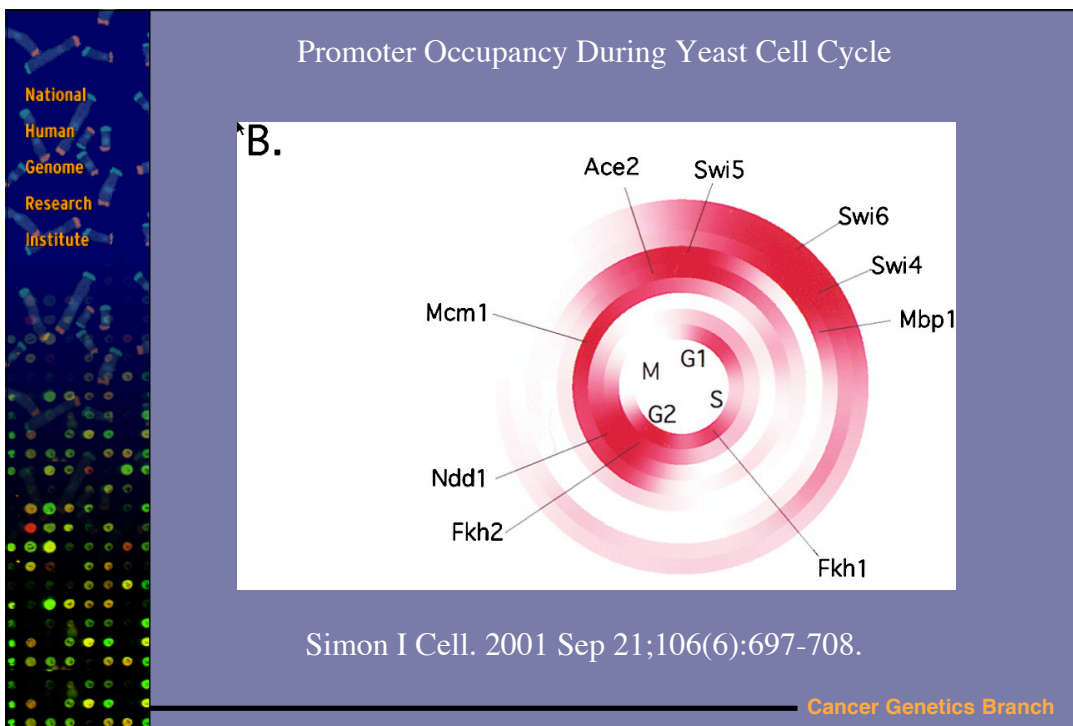 Promoter Occupancy During Yeast Cell Cycle
National
Human
Genome
Research
Institute
B.
Ace2
Swi5
Swi6
Swi4
Mbp1
Mcm1
G1
M
S
G2
Ndd1
Fkh2
Fkh1
Simon I Cell. 2001 Sep 21;106(6):697-708.
Cancer Genetics Branch